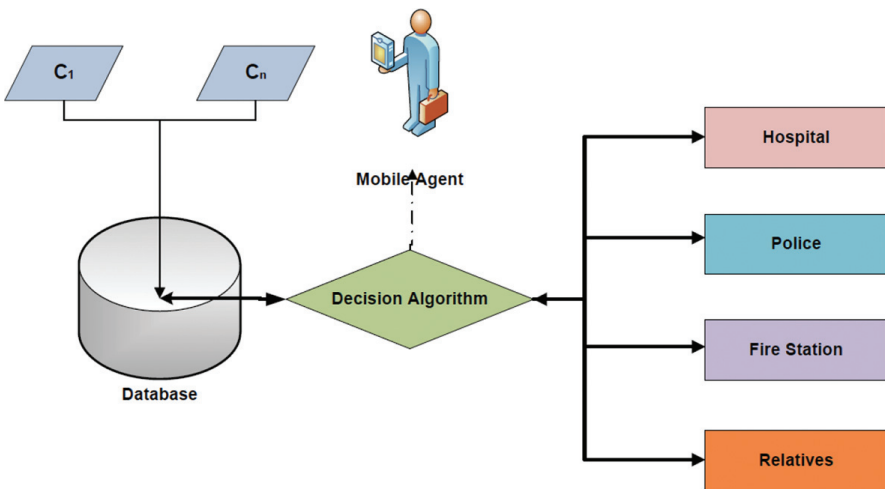 C1
Cn
Mobile Agent
Hospital
Police
Decision Algorithm
Fire Station
Database
Relatives